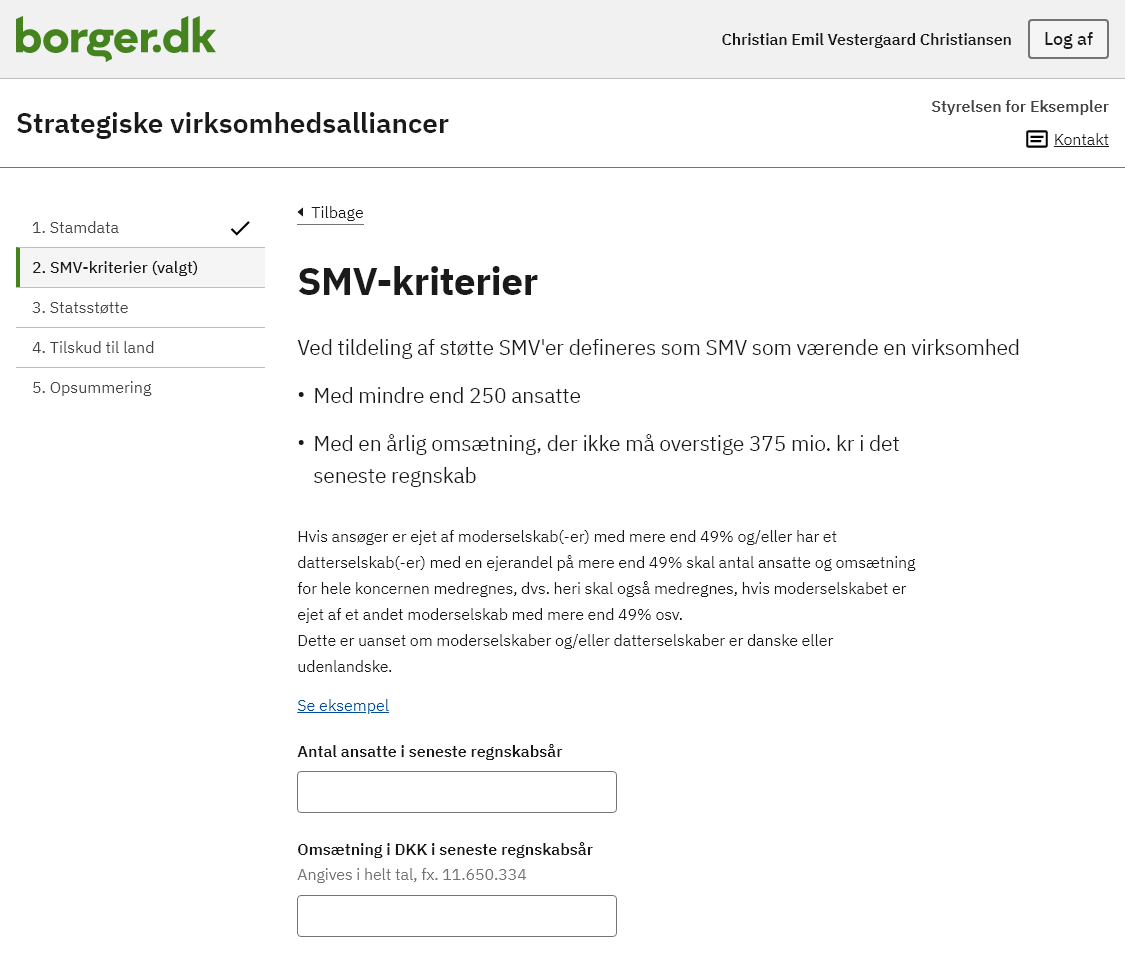 borger.dk
Christian Emil Vestergaard Christiansen
Log af
Strategiske virksomhedsalliancer
Styrelsen for Eksempler
Kontakt
1. Stamdata
2. SMV-kriterier (valgt)
3. Statsstøtte
4. Tilskud til land
5. Opsummering
Tilbage
SMV-kriterier
Ved tildeling af støtte SMV'er defineres som SMV som værende en virksomhed
• Med mindre end 250 ansatte
• Med en årlig omsætning, der ikke må overstige 375 mio. kr i det
seneste regnskab
Hvis ansøger er ejet af moderselskab(-er) med mere end 49% og/eller har et
datterselskab(-er) med en ejerandel på mere end 49% skal antal ansatte og omsætning
for hele koncernen medregnes, dvs. heri skal også medregnes, hvis moderselskabet er
ejet af et andet moderselskab med mere end 49% osv.
Dette er uanset om moderselskaber og/eller datterselskaber er danske eller
udenlandske.
Se eksempel
Antal ansatte i seneste regnskabsår
Omsætning i DKK i seneste regnskabsår
Angives i helt tal, fx. 11.650.334